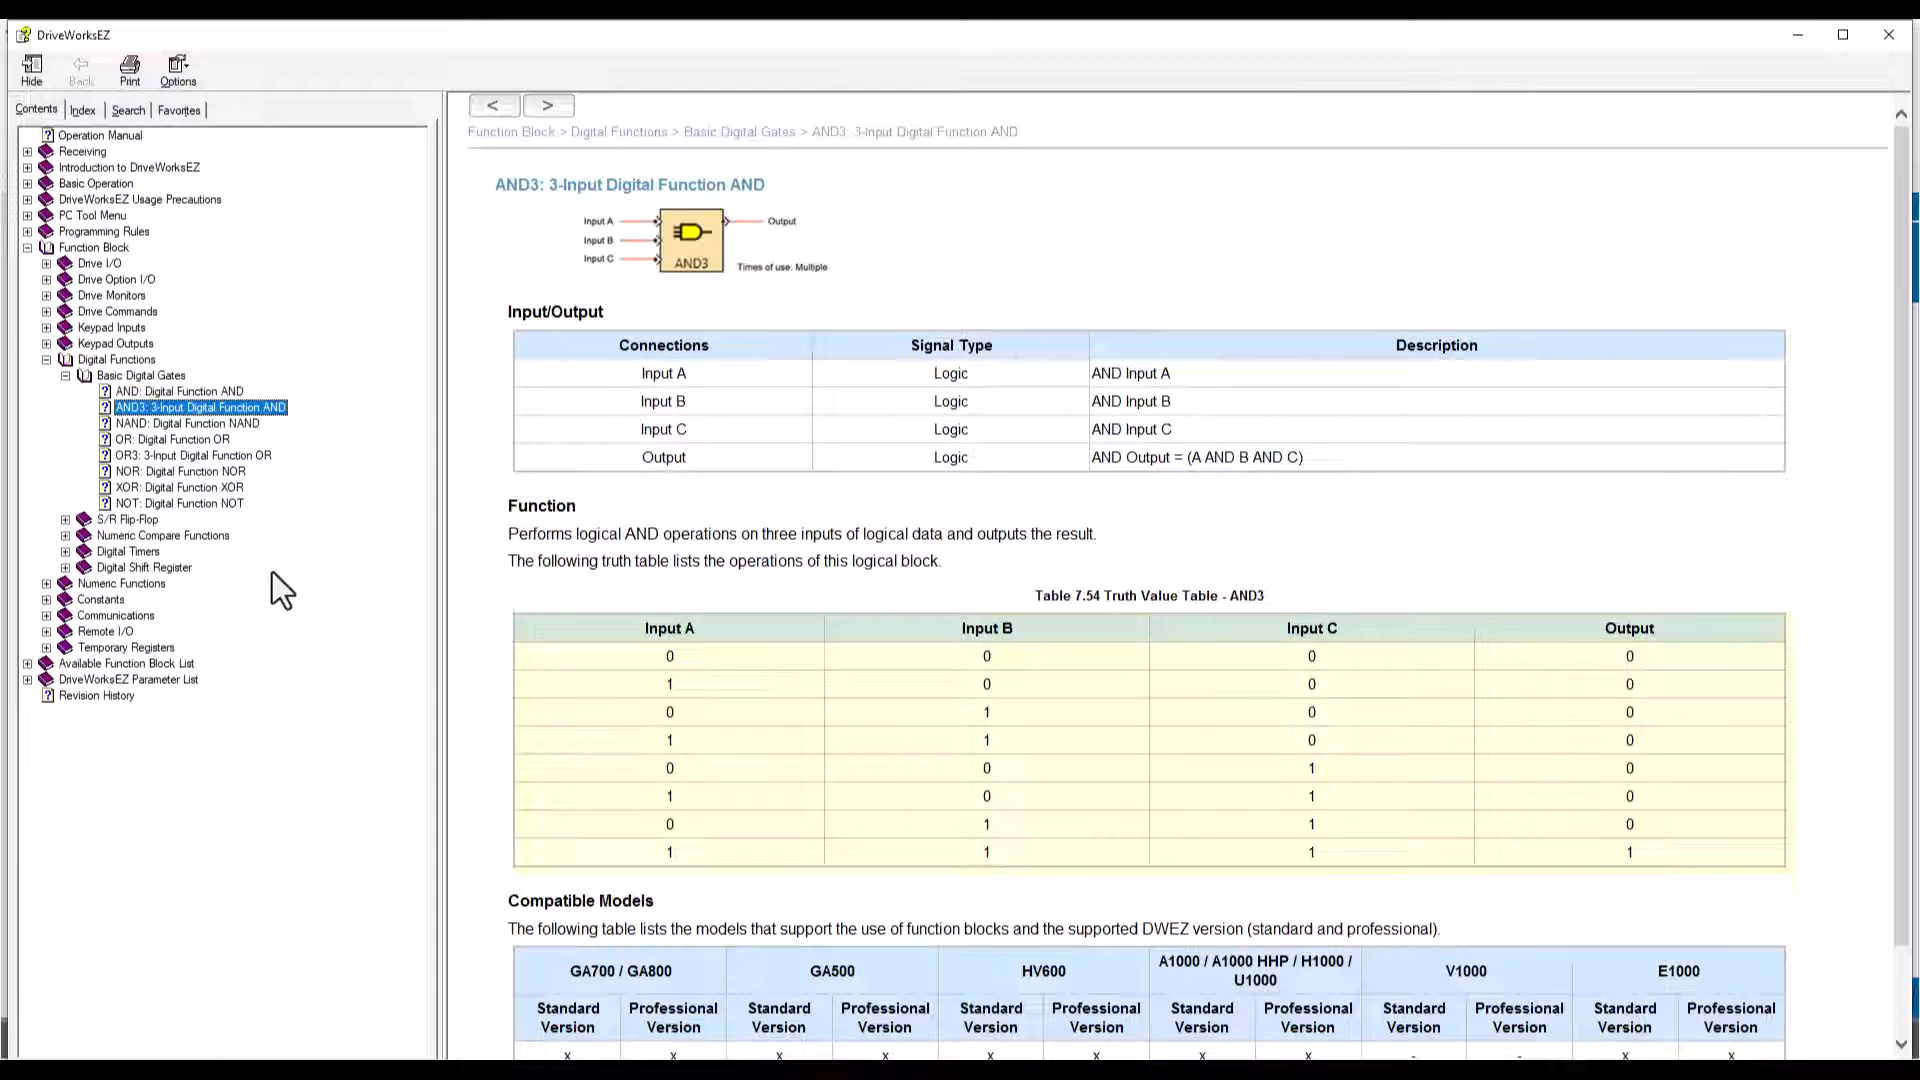 DriveWorksEZ
Hide Back Print Options
Contents Index Search Favorites
Operation Manual
Receiving
Introduction to DriveWorksEZ
Basic Operation
DriveWorksEZ Usage Precautions
PC Tool Menu
Programming Rules
Function Block
Drive I/O
Drive Option I/O
Drive Monitors
Drive Commands
Keypad Inputs
Keypad Outputs
Digital Functions
Basic Digital Gates
AND: Digital Function AND
AND3: 3-Input Digital Function AND
NAND: Digital Function NAND
OR: Digital Function OR
OR3: 3-Input Digital Function OR
NOR: Digital Function NOR
XOR: Digital Function XOR
NOT: Digital Function NOT
S/R Flip-Flop
Numeric Compare Functions
Digital Timers
Digital Shift Register
Numeric Functions
Constants
Communications
Remote I/O
Temporary Registers
Available Function Block List
DriveWorksEZ Parameter List
Revision History
< >
Function Block > Digital Functions > Basic Digital Gates > AND3: 3-Input Digital Function AND
AND3: 3-Input Digital Function AND
Input A Output
Input B
Input C
AND3
Times of use: Multiple
Input/Output
Connections Signal Type Description
Input A Logic AND Input A
Input B Logic AND Input B
Input C Logic AND Input C
Output Logic AND Output = (A AND B AND C)
Function
Performs logical AND operations on three inputs of logical data and outputs the result.
The following truth table lists the operations of this logical block.
Table 7.54 Truth Value Table - AND3
Input A Input B Input C Output
0 0 0 0
1 0 0 0
0 1 0 0
1 1 0 0
0 0 1 0
1 0 1 0
0 1 1 0
1 1 1 1
Compatible Models
The following table lists the models that support the use of function blocks and the supported DWEZ version (standard and professional).
GA700 / GA800 GA500 HV600 A1000 / A1000 HHP / H1000 / U1000 V1000 E1000
Standard Version Professional Version Standard Version Professional Version Standard Version Professional Version Standard Version Professional Version Standard Version Professional Version Standard Version Professional Version
x x x x x x x x - - x x